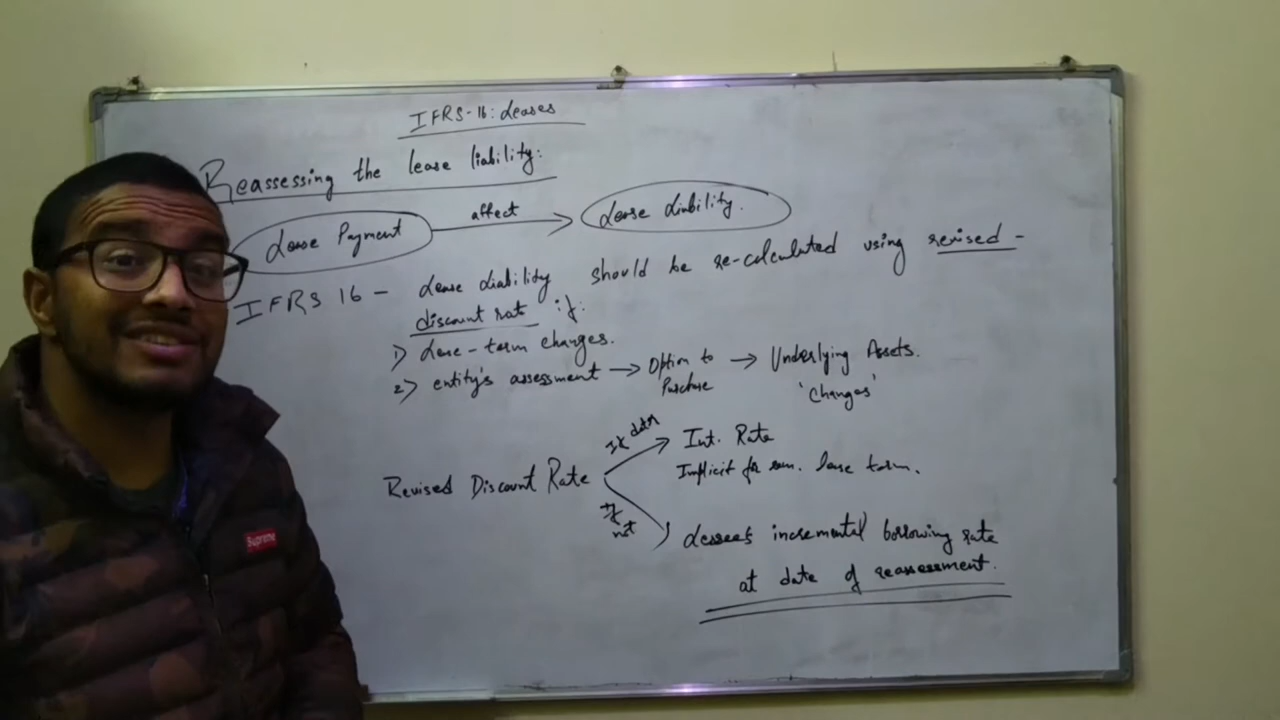 IFRS-16: Leases
Reassessing the lease liability:
Lease Payment affect Lease Liability.
IFRS 16 - Lease Liability should be re-calculated using revised -
discount rate if:
1) Lease-term changes.
2) entity's assessment → Option to Purchase → Underlying Assets.
'Changes'
Revised Discount Rate
Int. Rate
Implicit for rem. lease term.
If not
Lessee's incremental borrowing rate
at date of reassessment.
Supreme